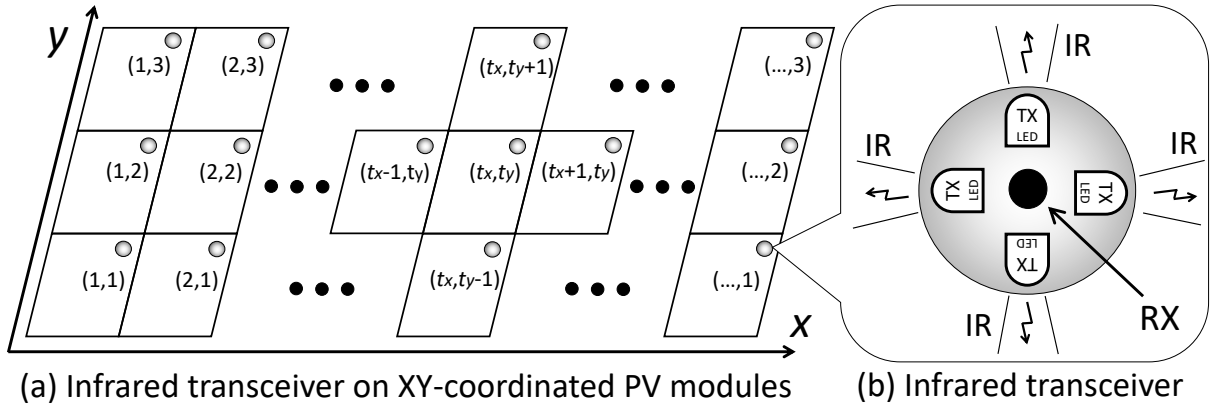 y
(1,3)
(2,3)
(tx,ty+1)
(...,3)
(1,2)
(2,2)
(tx-1,ty)
(tx,ty)
(tx+1,ty)
(...,2)
(1,1)
(2,1)
(tx,ty-1)
(...,1)
x
(a) Infrared transceiver on XY-coordinated PV modules
IR
TX
LED
IR
TX
LED
TX
LED
IR
TX
LED
IR
RX
(b) Infrared transceiver